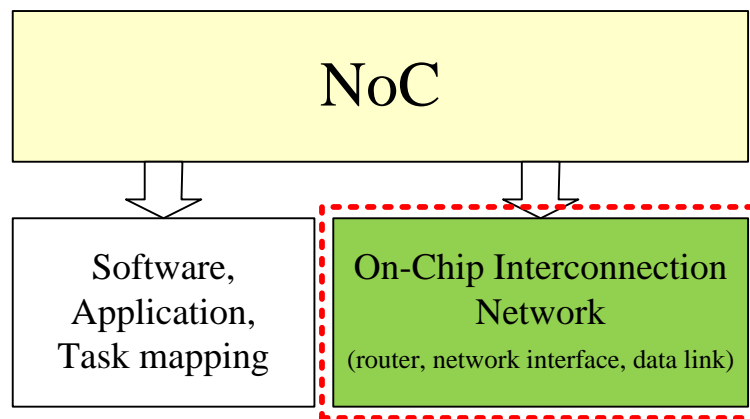 NoC
Software,
Application,
Task mapping
On-Chip Interconnection
Network
(router, network interface, data link)